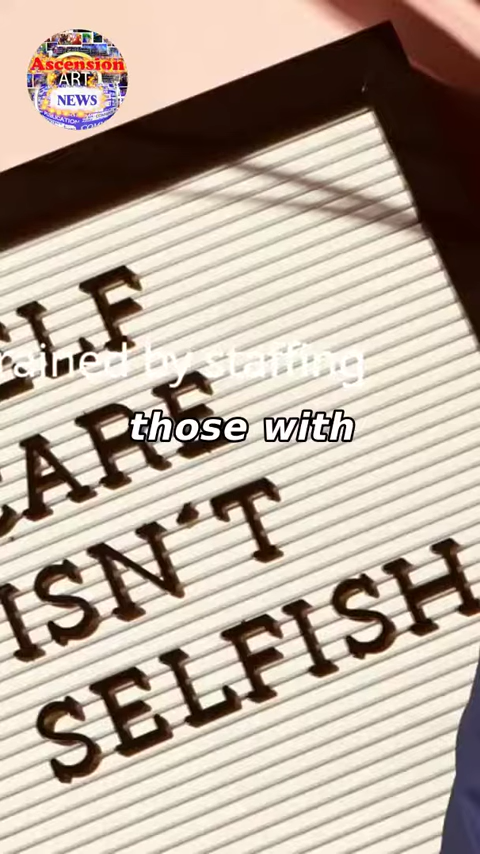 Ascension
ART
NEWS
ELF
rained by staffing
CARE
those with
ISN'T
SELFISH